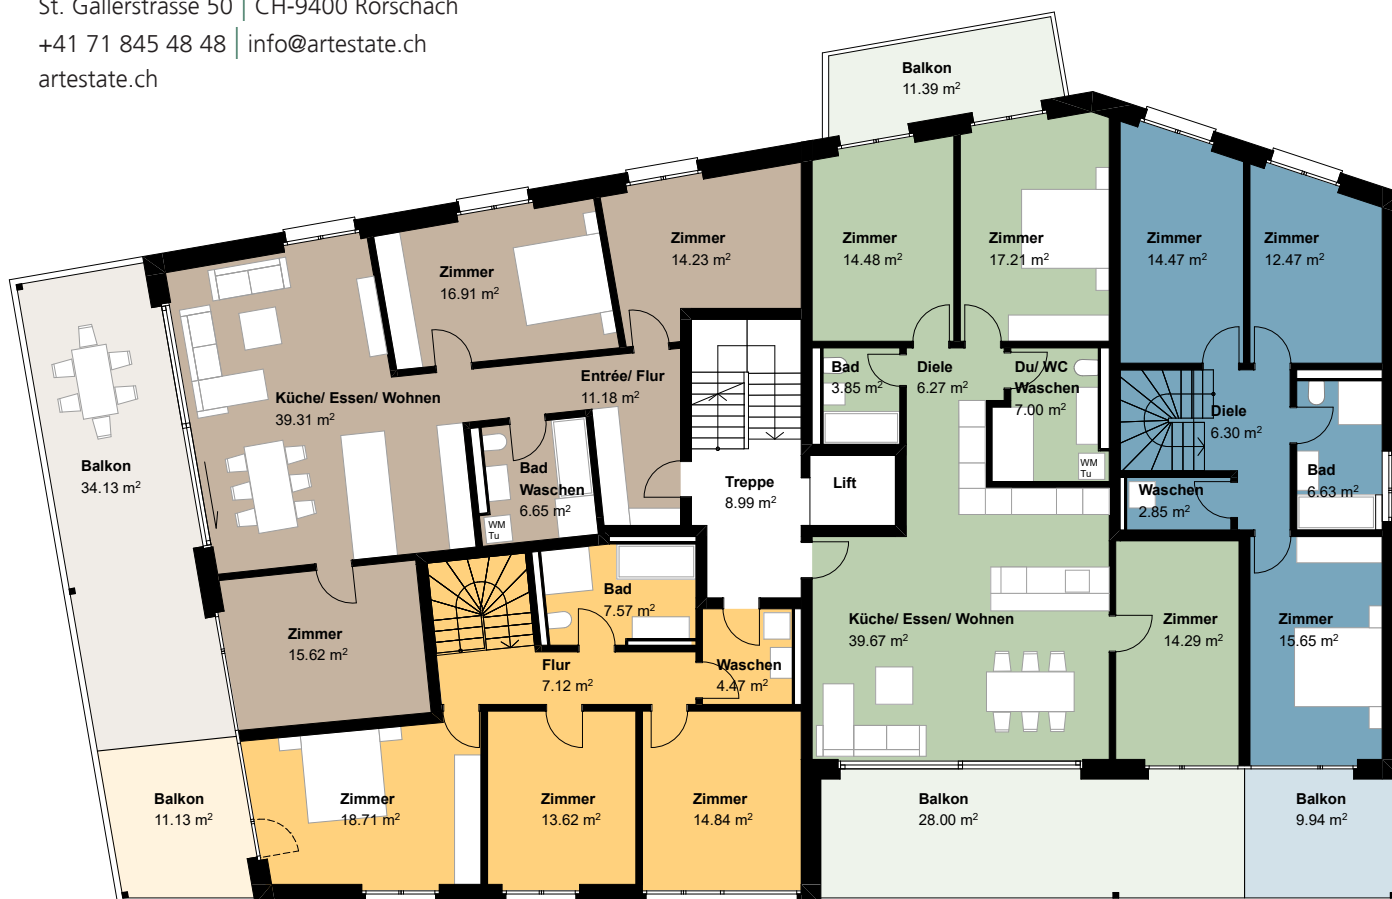 St. Gallerstrasse 50 | CH-9400 Rorschach
+41 71 845 48 48 | info@artestate.ch
artestate.ch
Balkon
11.39 m²
Zimmer
14.23 m²
Zimmer
14.48 m²
Zimmer
17.21 m²
Zimmer
14.47 m²
Zimmer
12.47 m²
Zimmer
16.91 m²
Küche/ Essen/ Wohnen
39.31 m²
Entrée/ Flur
11.18 m²
Bad
3.85 m²
Diele
6.27 m²
Du/ WC
Waschen
7.00 m²
WM
Tu
Diele
6.30 m²
Balkon
34.13 m²
Bad
Waschen
6.65 m²
WM
Tu
Treppe
8.99 m²
Lift
Waschen
2.85 m²
Bad
6.63 m²
Bad
7.57 m²
Zimmer
15.62 m²
Flur
7.12 m²
Waschen
4.47 m²
Küche/ Essen/ Wohnen
39.67 m²
Zimmer
14.29 m²
Zimmer
15.65 m²
Balkon
11.13 m²
Zimmer
18.71 m²
Zimmer
13.62 m²
Zimmer
14.84 m²
Balkon
28.00 m²
Balkon
9.94 m²